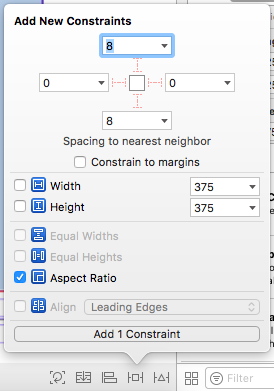 Add New Constraints
8
0 0
8
Spacing to nearest neighbor
Constrain to margins
Width 375
Height 375
Equal Widths
Equal Heights
Aspect Ratio
Align Leading Edges
Add 1 Constraint
Filter